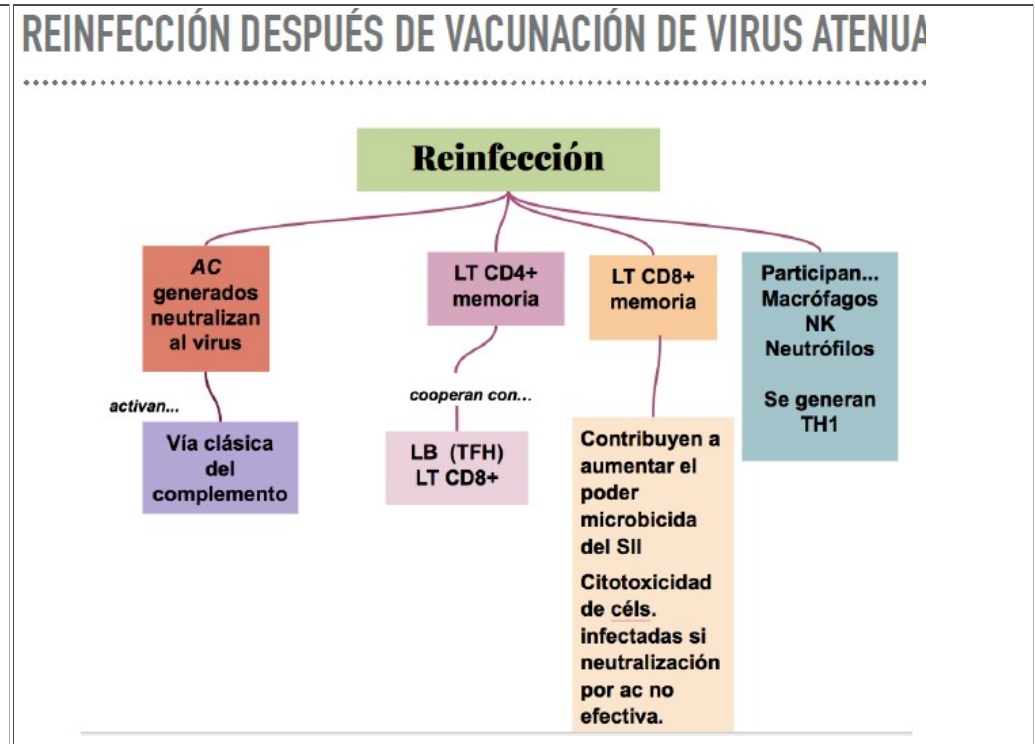 REINFECCIÓN DESPUÉS DE VACUNACIÓN DE VIRUS ATENUA
Reinfección
AC
generados
neutralizan
al virus
activan...
Vía clásica
del
complemento
LT CD4+
memoria
cooperan con...
LB (TFH)
LT CD8+
LT CD8+
memoria
Contribuyen a
aumentar el
poder
microbicida
del SII
Citotoxicidad
de céls.
infectadas si
neutralización
por ac no
efectiva.
Participan...
Macrófagos
NK
Neutrófilos
Se generan
TH1